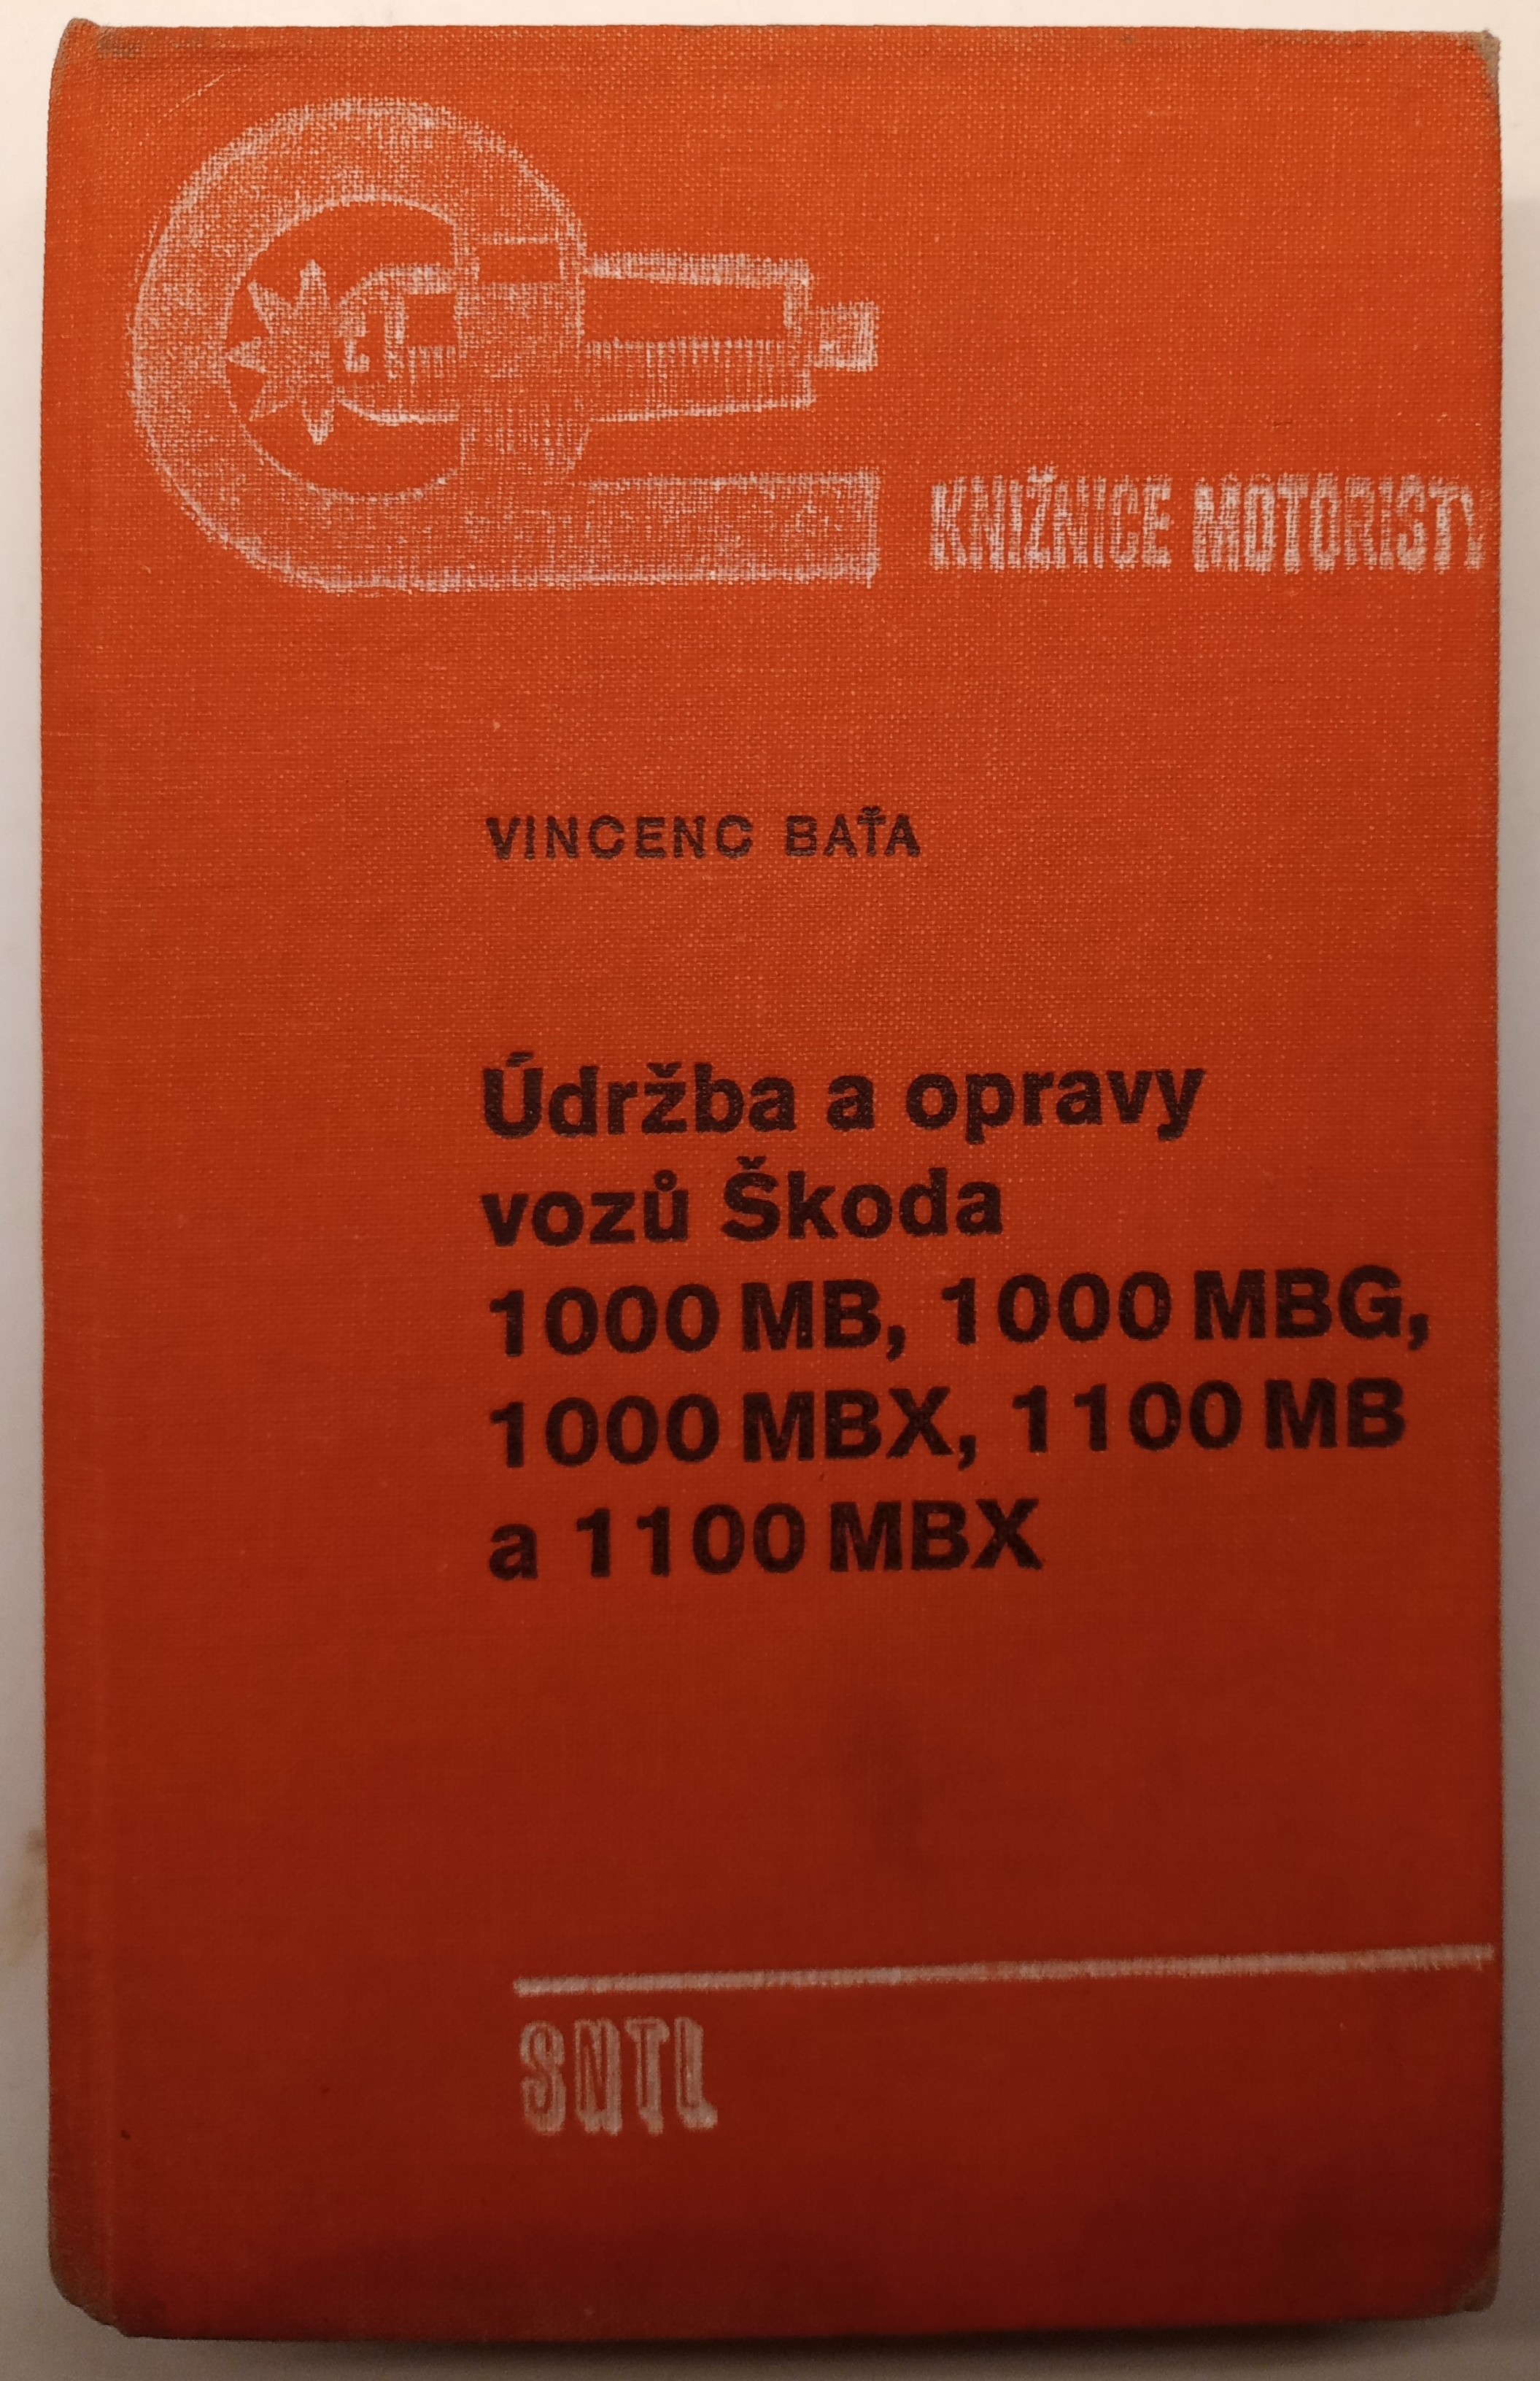 KNIŽNICE MOTORISTY
VINCENC BAŤA
Údržba a opravy
vozů Škoda
1000 MB, 1000 MBG,
1000 MBX, 1100 MB
a 1100 MBX
SNTL